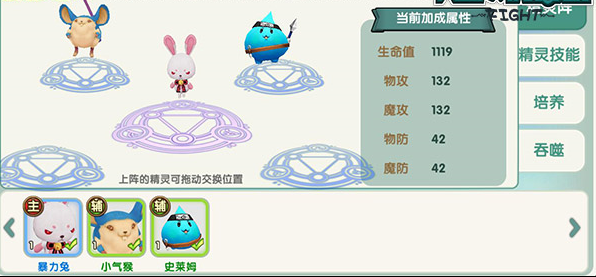 FIGHT
当前加成属性
生命值 1119
物攻 132
魔攻 132
物防 42
魔防 42
精灵技能
培养
吞噬
上阵的精灵可拖动交换位置
主
1
暴力兔
辅
1
小气猴
辅
1
史莱姆